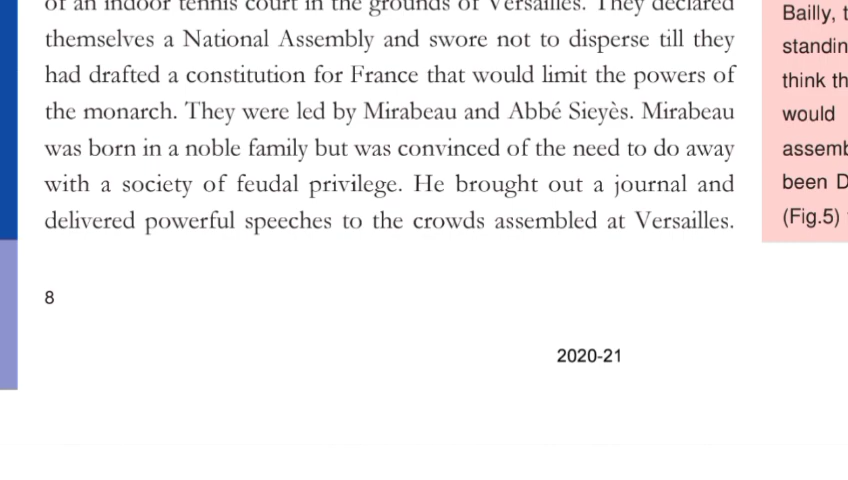 of an indoor tennis court in the grounds of Versailles. They declared
themselves a National Assembly and swore not to disperse till they
had drafted a constitution for France that would limit the powers of
the monarch. They were led by Mirabeau and Abbé Sieyès. Mirabeau
was born in a noble family but was convinced of the need to do away
with a society of feudal privilege. He brought out a journal and
delivered powerful speeches to the crowds assembled at Versailles.
8
2020-21
Bailly, t
standin
think th
would
assemb
been D
(Fig.5)